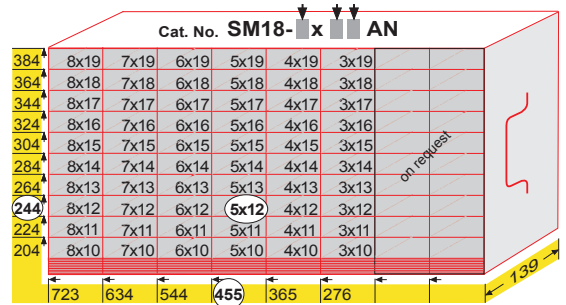 Cat. No. SM18- x AN
384 8x19 7x19 6x19 5x19 4x19 3x19
364 8x18 7x18 6x18 5x18 4x18 3x18
344 8x17 7x17 6x17 5x17 4x17 3x17
324 8x16 7x16 6x16 5x16 4x16 3x16
304 8x15 7x15 6x15 5x15 4x15 3x15
284 8x14 7x14 6x14 5x14 4x14 3x14
264 8x13 7x13 6x13 5x13 4x13 3x13
244 8x12 7x12 6x12 5x12 4x12 3x12
224 8x11 7x11 6x11 5x11 4x11 3x11
204 8x10 7x10 6x10 5x10 4x10 3x10
on request
723 634 544 455 365 276
139